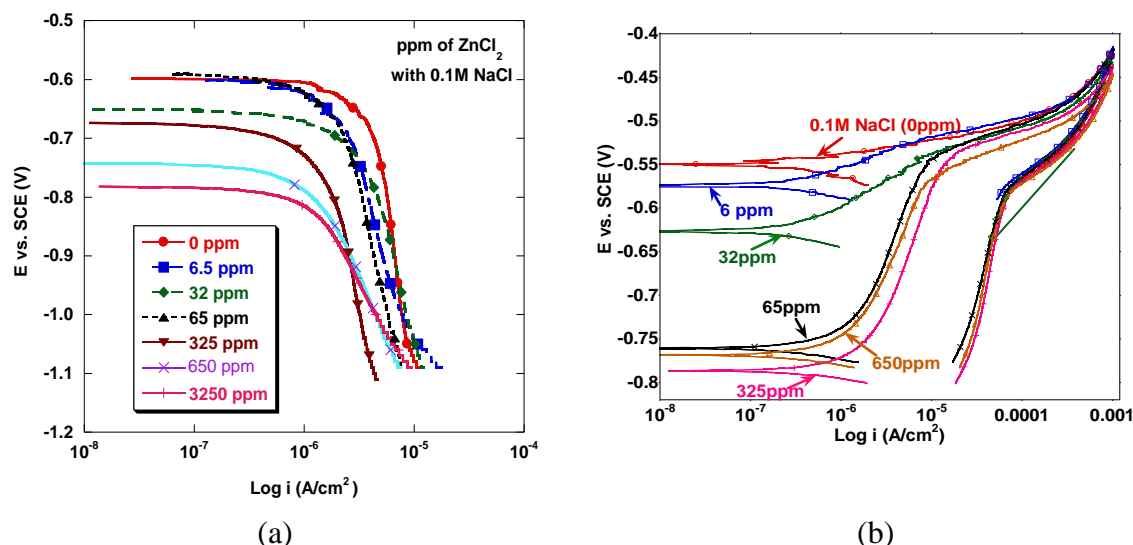 (a)
-0.5
-0.6
-0.7
-0.8
-0.9
-1.0
-1.1
-1.2
E vs. SCE (V)
ppm of ZnCl2
with 0.1M NaCl
0 ppm
6.5 ppm
32 ppm
65 ppm
325 ppm
650 ppm
3250 ppm
10-8
10-7
10-6
10-5
10-4
Log i (A/cm2)
(a)
(b)
-0.4
-0.45
-0.5
-0.55
-0.6
-0.65
-0.7
-0.75
-0.8
E vs. SCE (V)
0.1M NaCl (0ppm)
6 ppm
32ppm
65ppm
650ppm
325ppm
10-8
10-7
10-6
10-5
0.0001
0.001
Log i (A/cm2)
(b)